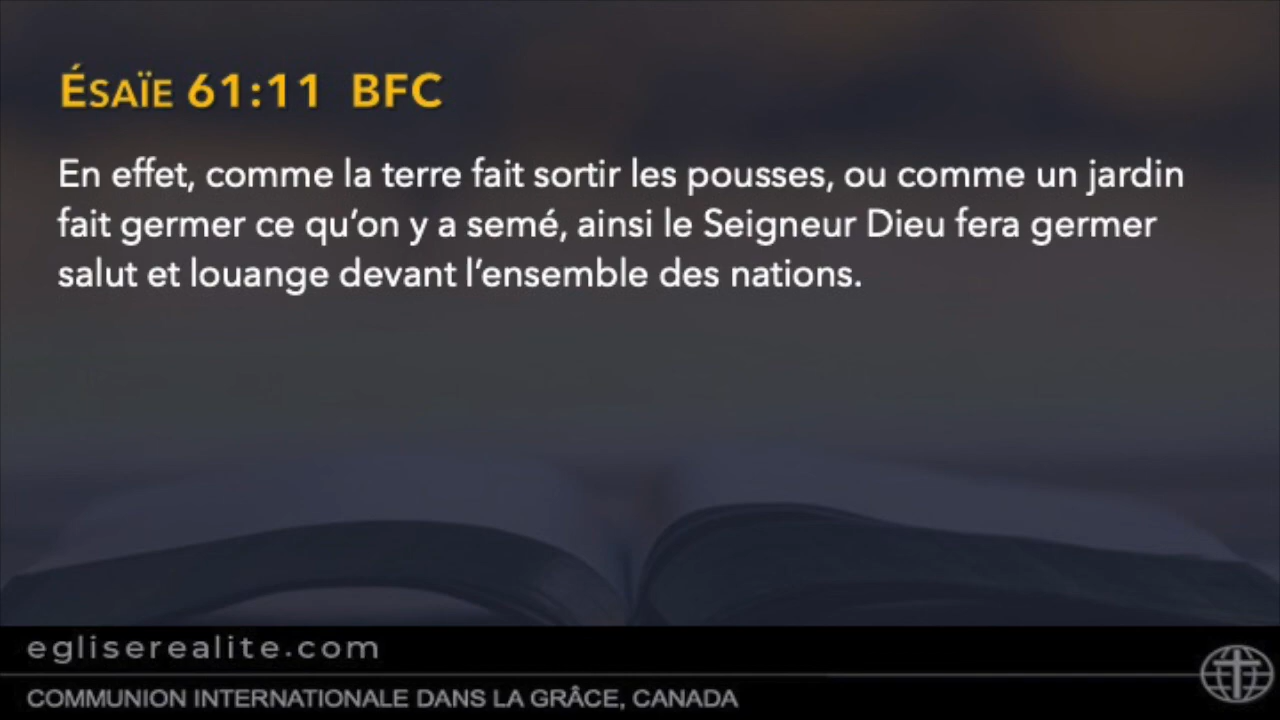 ÉSAÏE 61:11 BFC
En effet, comme la terre fait sortir les pousses, ou comme un jardin
fait germer ce qu’on y a semé, ainsi le Seigneur Dieu fera germer
salut et louange devant l’ensemble des nations.
egliserealite.com
COMMUNION INTERNATIONALE DANS LA GRÂCE, CANADA